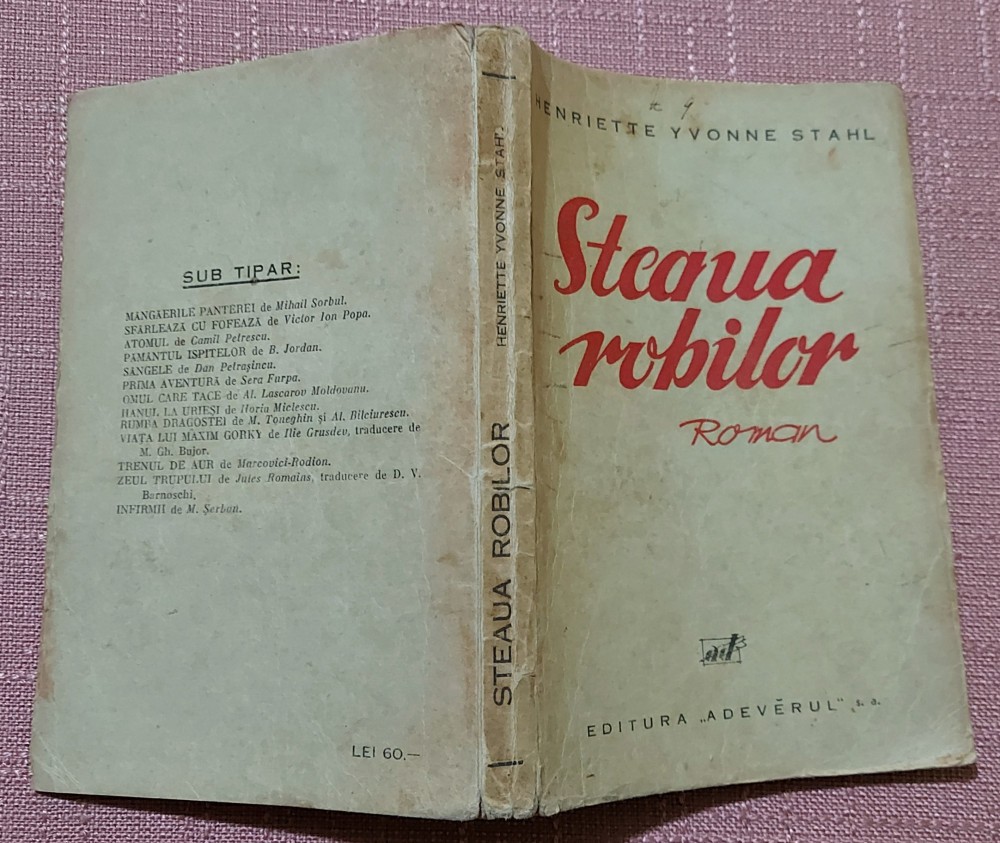 SUB TIPAR:
MÂNGÂERILE PANTEREI de Mihail Sorbul.
SFÂRLEAZĂ CU FOFEAZĂ de Victor Ion Popa.
ATOMUL de Camil Petrescu.
PĂMÂNTUL ISPITELOR de B. Jordan.
SÂNGELE de Dan Petrașincu.
PRIMA AVENTURĂ de Sera Furpa.
OMUL CARE TACE de Al. Lascarov Moldovanu.
HANUL LA URIEȘI de Horia Miclescu.
RUMBA DRAGOSTEI de M. Toneghin și Al. Bilciurescu.
VIAȚA LUI MAXIM GORKY de Ilie Grusdev, traducere de
M. Gh. Bujor.
TRENUL DE AUR de Marcovici-Rodion.
ZEUL TRUPULUI de Jules Romains, traducere de D. V.
Barnoschi.
INFIRMII de M. Șerban.
LEI 60.—
STEAUA ROBILOR HENRIETTE YVONNE STAHL
HENRIETTE YVONNE STAHL
Steaua
robilor
Roman
adv
EDITURA „ADEVĔRUL” s. a.